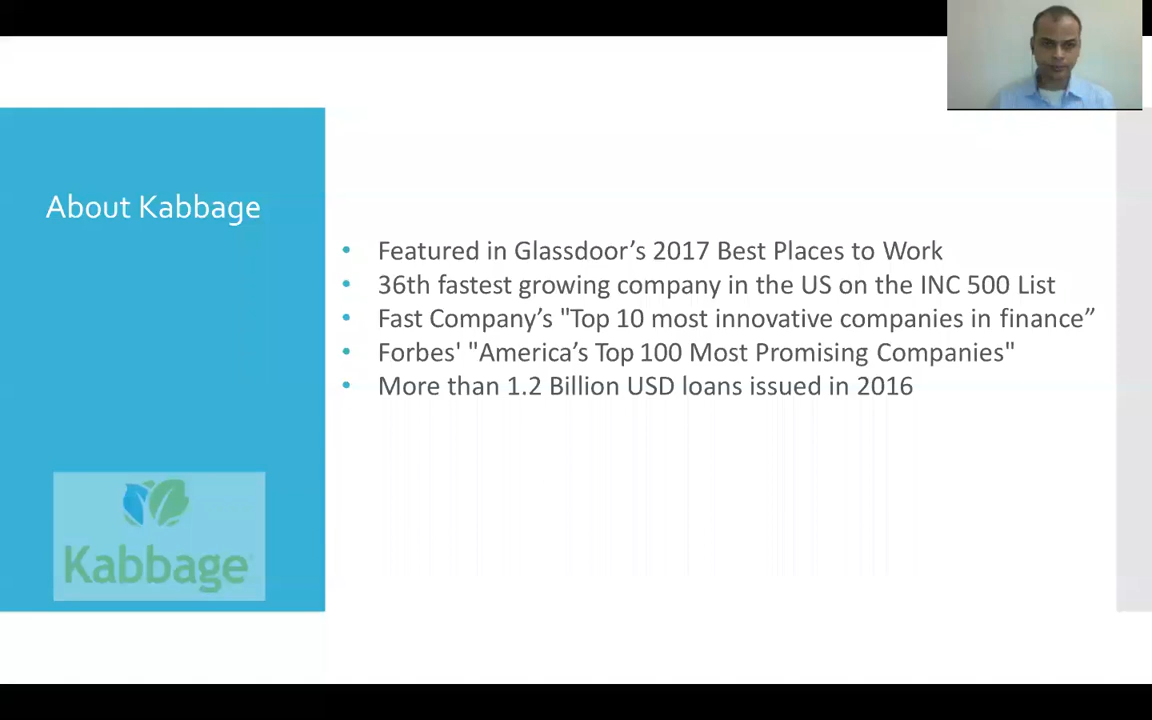 About Kabbage
• Featured in Glassdoor’s 2017 Best Places to Work
• 36th fastest growing company in the US on the INC 500 List
• Fast Company’s "Top 10 most innovative companies in finance”
• Forbes' "America’s Top 100 Most Promising Companies"
• More than 1.2 Billion USD loans issued in 2016
Kabbage